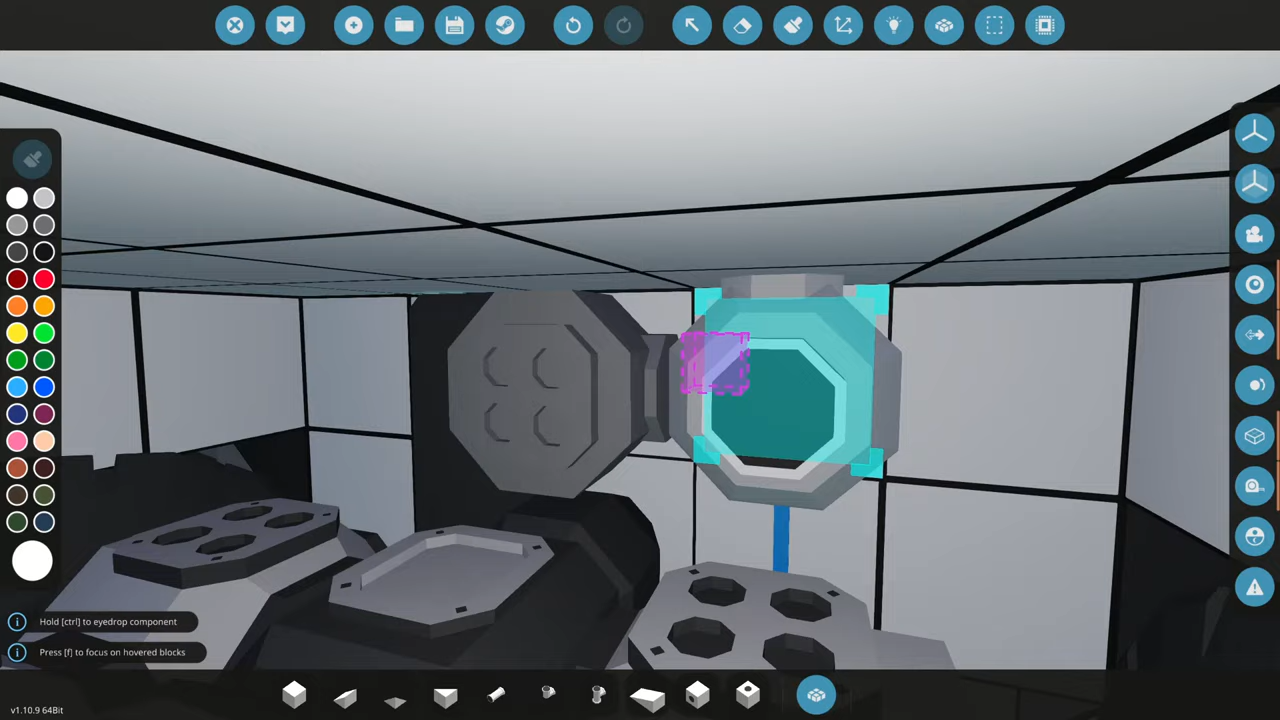 Hold [ctrl] to eyedrop component
Press [f] to focus on hovered blocks
v1.10.9 64Bit